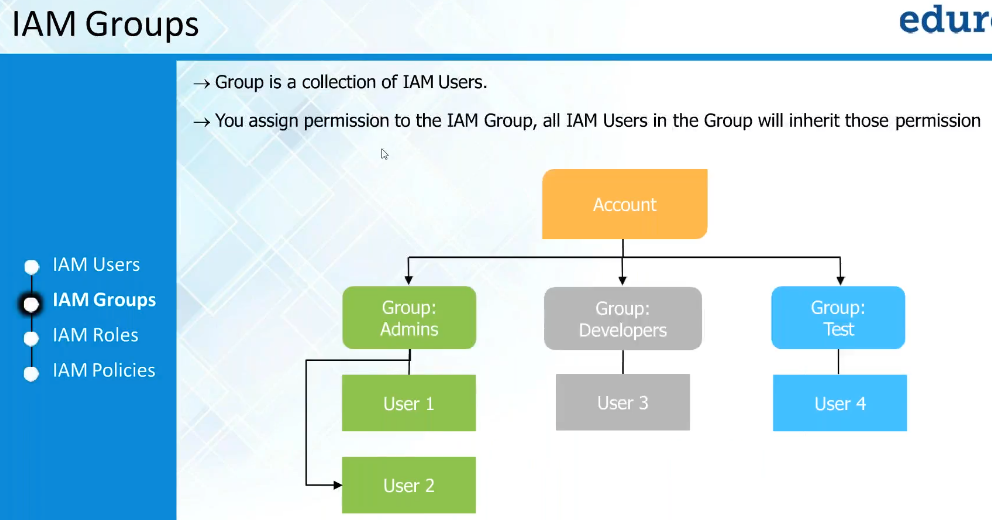 IAM Groups
→ Group is a collection of IAM Users.
→ You assign permission to the IAM Group, all IAM Users in the Group will inherit those permission
IAM Users
IAM Groups
IAM Roles
IAM Policies
Account
Group:
Admins
Group:
Developers
Group:
Test
User 1
User 3
User 4
User 2